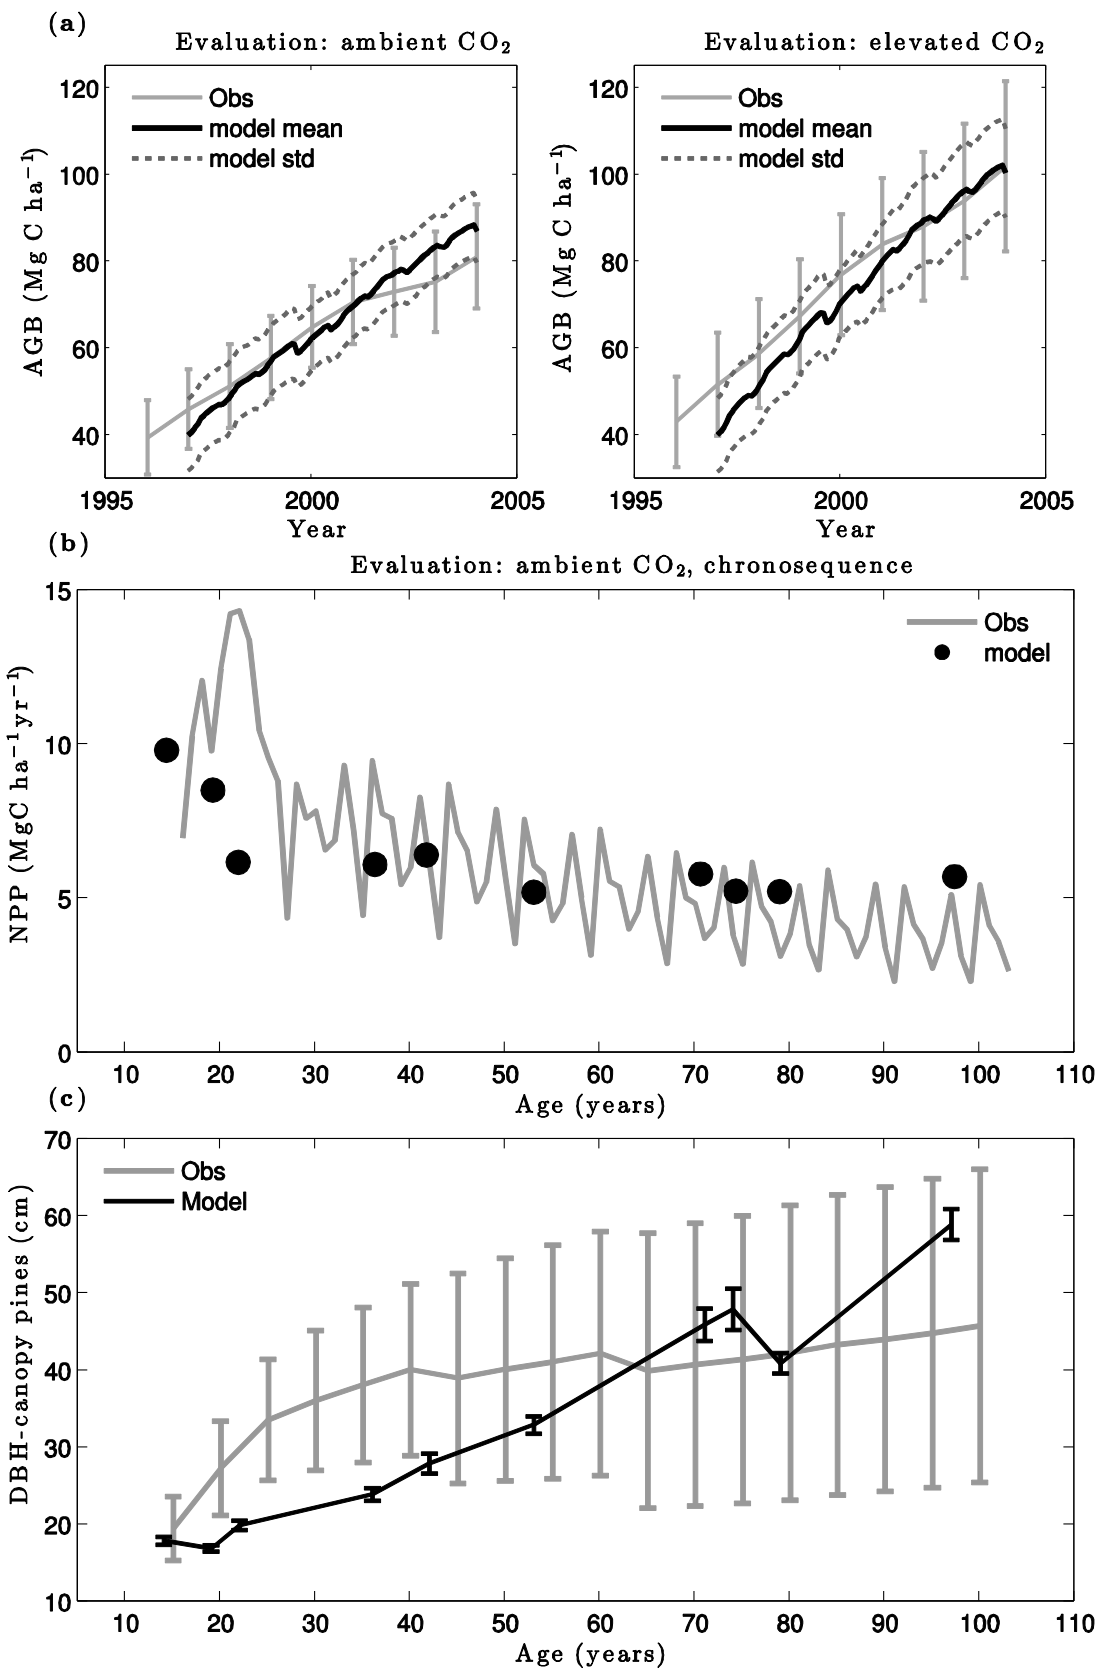 (a)
Evaluation: ambient CO₂
Evaluation: elevated CO₂
120
100
80
60
40
AGB (Mg C ha⁻¹)
Obs
model mean
model std
1995
2000
2005
Year
120
100
80
60
40
AGB (Mg C ha⁻¹)
Obs
model mean
model std
1995
2000
2005
Year
(b)
Evaluation: ambient CO₂, chronosequence
15
10
5
0
NPP (MgC ha⁻¹yr⁻¹)
Obs
model
10 20 30 40 50 60 70 80 90 100 110
Age (years)
(c)
70
60
50
40
30
20
10
DBH-canopy pines (cm)
Obs
Model
10 20 30 40 50 60 70 80 90 100 110
Age (years)